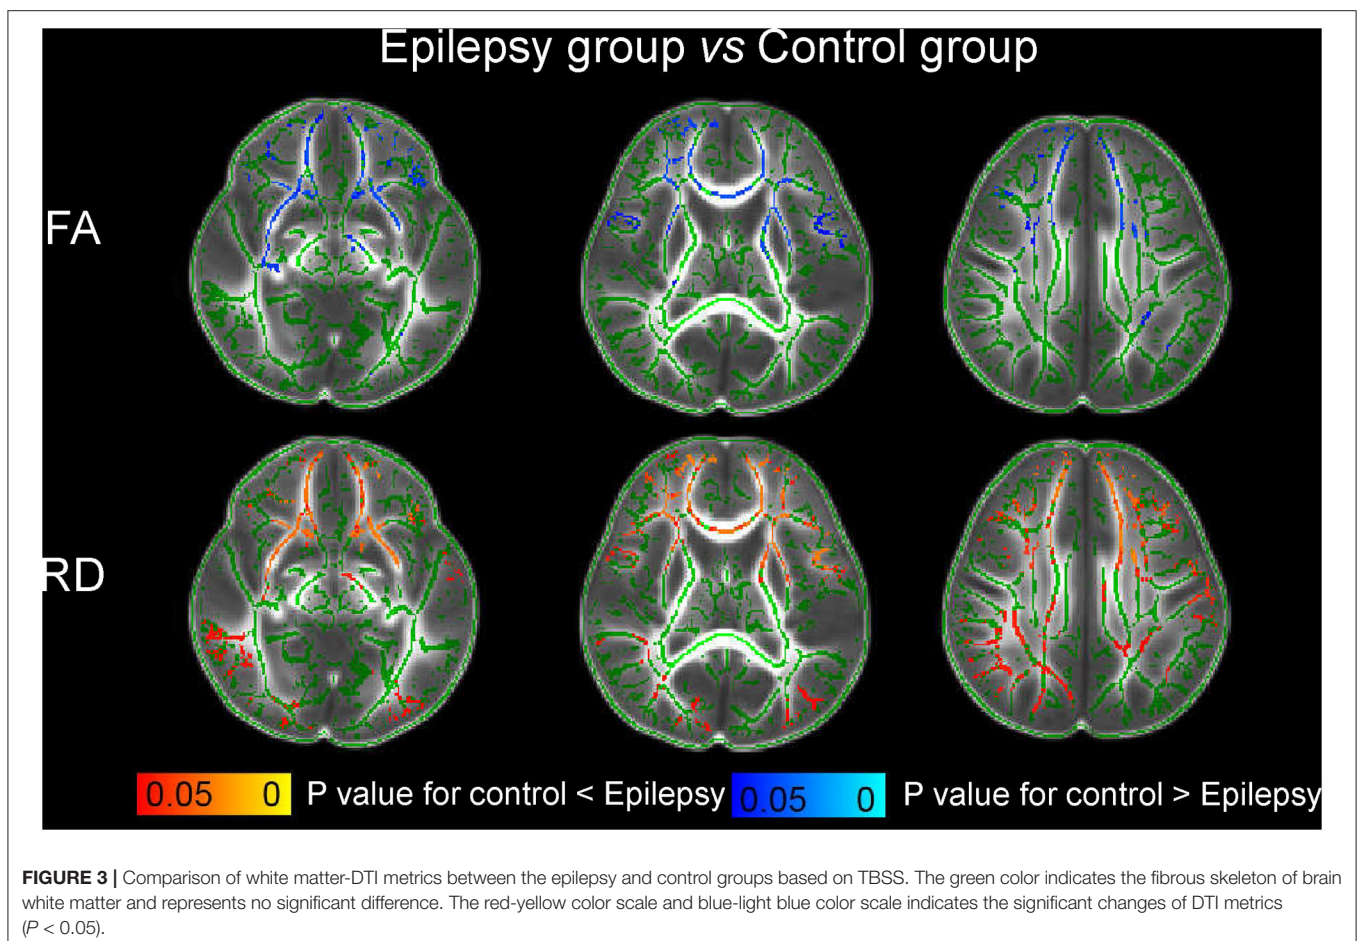 Epilepsy group vs Control group
FA
RD
0.05 0 P value for control < Epilepsy 0.05 0 P value for control > Epilepsy
FIGURE 3 | Comparison of white matter-DTI metrics between the epilepsy and control groups based on TBSS. The green color indicates the fibrous skeleton of brain
white matter and represents no significant difference. The red-yellow color scale and blue-light blue color scale indicates the significant changes of DTI metrics
(P < 0.05).